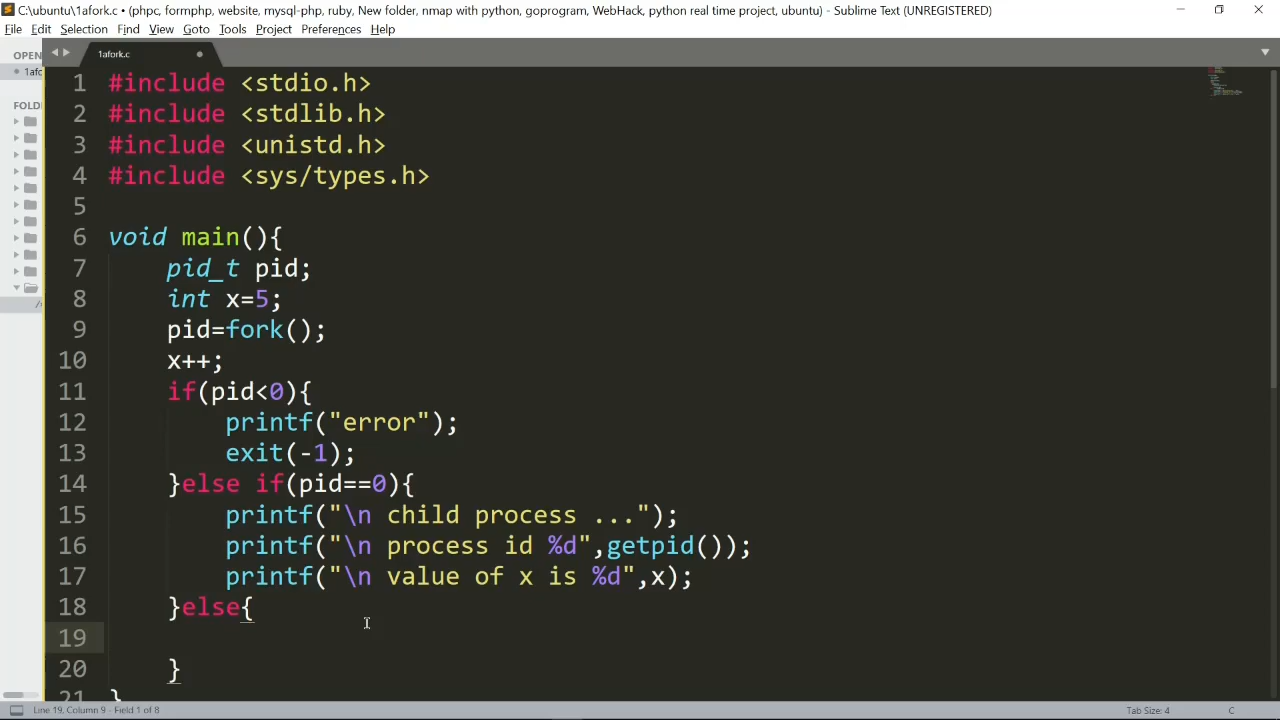 C:\ubuntu\1afork.c • (phpc, formphp, website, mysql-php, ruby, New folder, nmap with python, goprogram, WebHack, python real time project, ubuntu) - Sublime Text (UNREGISTERED)
File Edit Selection Find View Goto Tools Project Preferences Help
OPEN
1afork.c
1afo
FOLD
1 #include <stdio.h>
2 #include <stdlib.h>
3 #include <unistd.h>
4 #include <sys/types.h>
5
6 void main(){
7 pid_t pid;
8 int x=5;
9 pid=fork();
10 x++;
11 if(pid<0){
12 printf("error");
13 exit(-1);
14 }else if(pid==0){
15 printf("\n child process ...");
16 printf("\n process id %d",getpid());
17 printf("\n value of x is %d",x);
18 }else{
19
20 }
21 }
Line 19, Column 9 - Field 1 of 8
Tab Size: 4
C